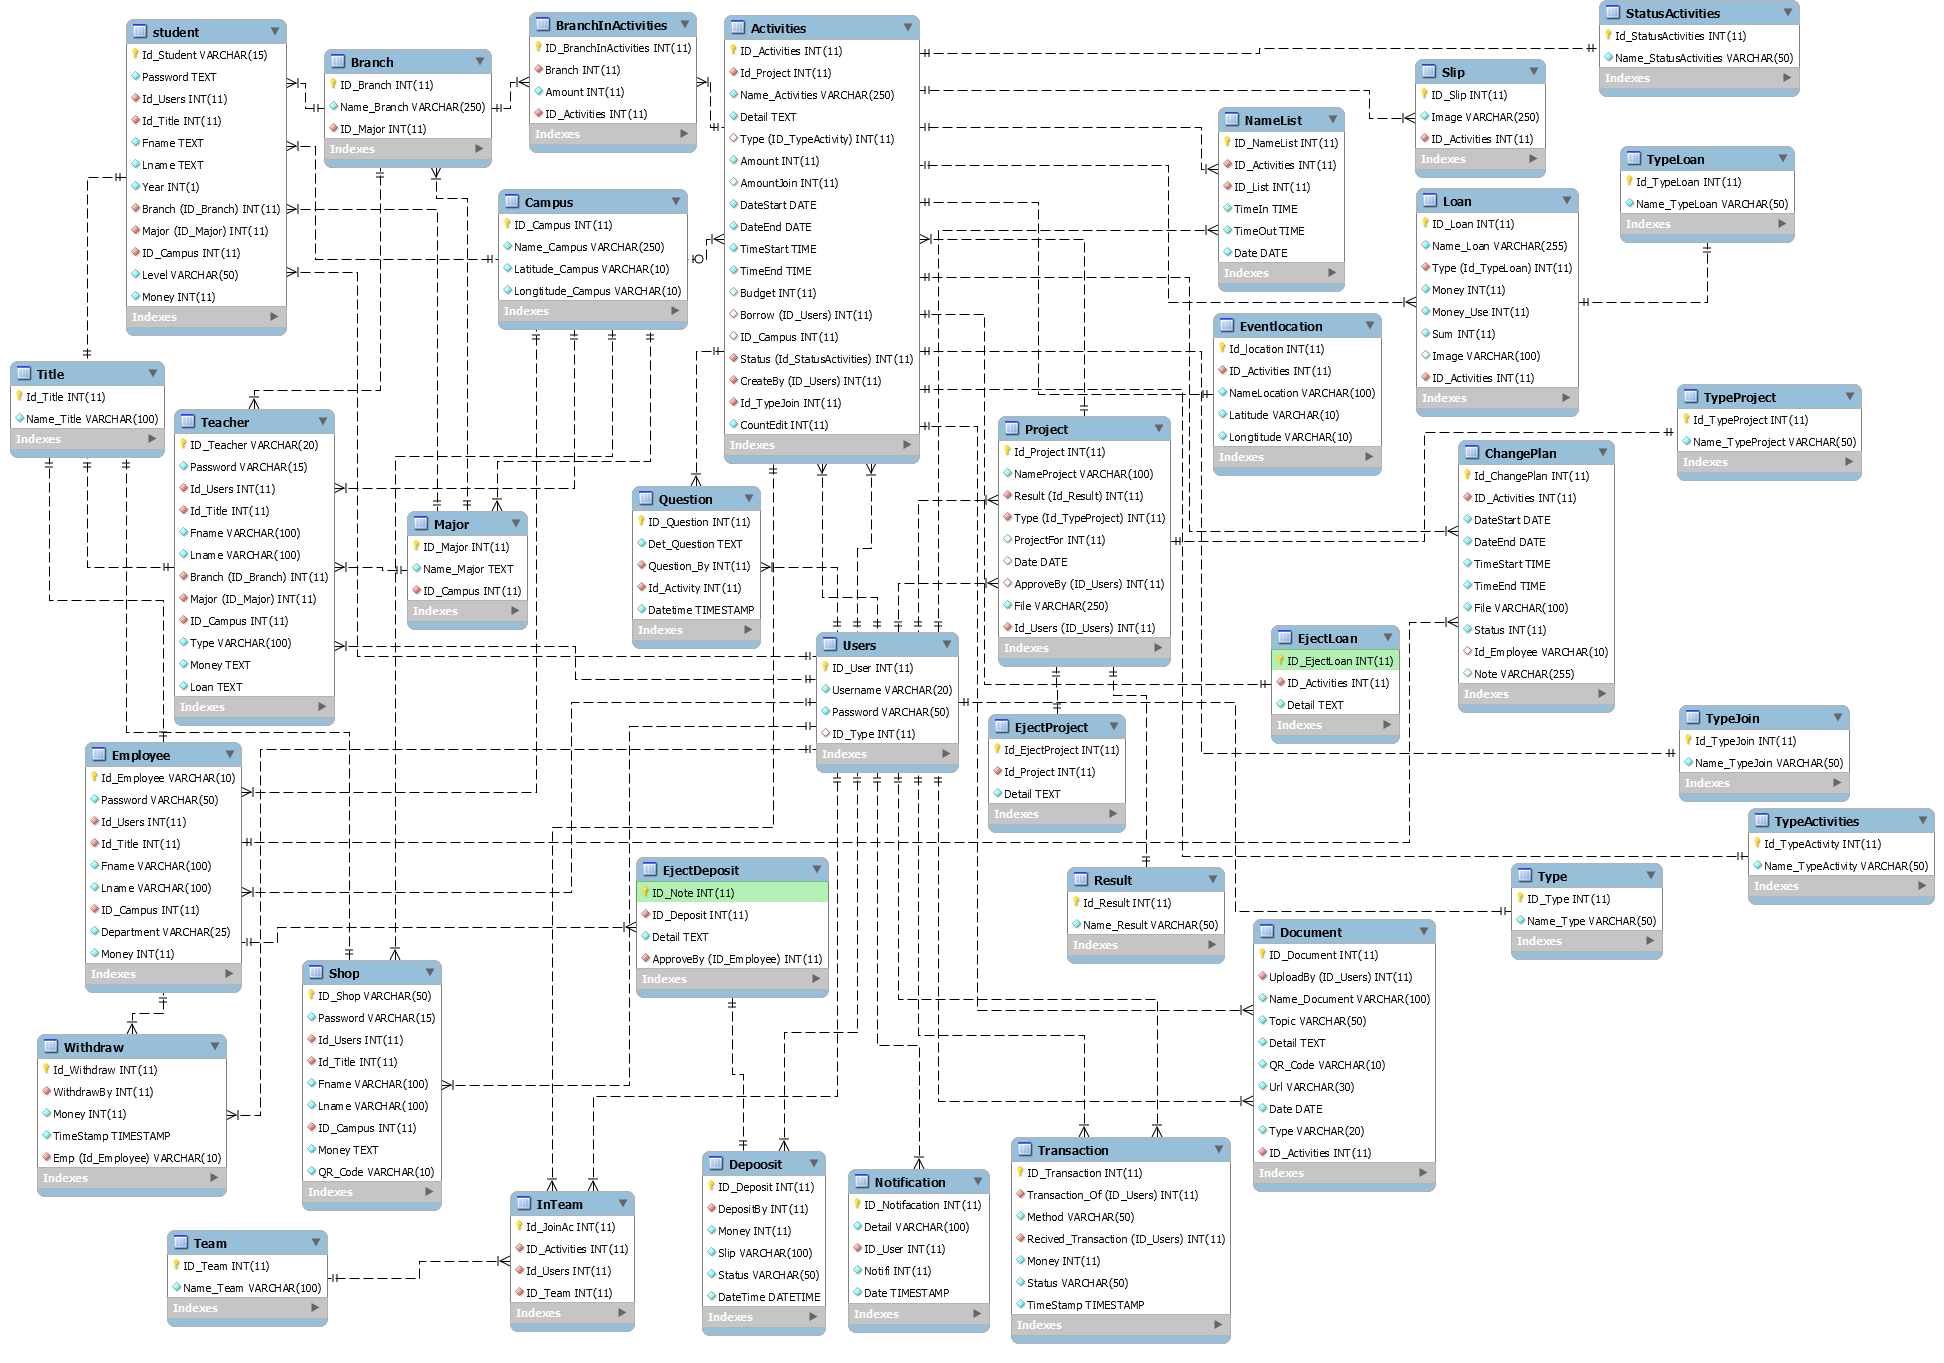 student
Id_Student VARCHAR(15)
Password TEXT
Id_Users INT(11)
Id_Title INT(11)
Fname TEXT
Lname TEXT
Year INT(1)
Branch (ID_Branch) INT(11)
Major (ID_Major) INT(11)
ID_Campus INT(11)
Level VARCHAR(50)
Money INT(11)
Indexes
Branch
ID_Branch INT(11)
Name_Branch VARCHAR(250)
ID_Major INT(11)
Indexes
BranchInActivities
ID_BranchInActivities INT(11)
Branch INT(11)
Amount INT(11)
ID_Activities INT(11)
Indexes
Activities
ID_Activities INT(11)
Id_Project INT(11)
Name_Activities VARCHAR(250)
Detail TEXT
Type (ID_TypeActivity) INT(11)
Amount INT(11)
AmountJoin INT(11)
DateStart DATE
DateEnd DATE
TimeStart TIME
TimeEnd TIME
Budget INT(11)
Borrow (ID_Users) INT(11)
ID_Campus INT(11)
Status (Id_StatusActivities) INT(11)
CreateBy (ID_Users) INT(11)
Id_TypeJoin INT(11)
CountEdit INT(11)
Indexes
StatusActivities
Id_StatusActivities INT(11)
Name_StatusActivities VARCHAR(50)
Indexes
Slip
ID_Slip INT(11)
Image VARCHAR(250)
ID_Activities INT(11)
Indexes
NameList
ID_NameList INT(11)
ID_Activities INT(11)
ID_List INT(11)
TimeIn TIME
TimeOut TIME
Date DATE
Indexes
TypeLoan
Id_TypeLoan INT(11)
Name_TypeLoan VARCHAR(50)
Indexes
Campus
ID_Campus INT(11)
Name_Campus VARCHAR(250)
Latitude_Campus VARCHAR(10)
Longtitude_Campus VARCHAR(10)
Indexes
Loan
ID_Loan INT(11)
Name_Loan VARCHAR(255)
Type (Id_TypeLoan) INT(11)
Money INT(11)
Money_Use INT(11)
Sum INT(11)
Image VARCHAR(100)
ID_Activities INT(11)
Indexes
Eventlocation
Id_location INT(11)
ID_Activities INT(11)
NameLocation VARCHAR(100)
Latitude VARCHAR(10)
Longtitude VARCHAR(10)
Indexes
Title
Id_Title INT(11)
Name_Title VARCHAR(100)
Indexes
Teacher
ID_Teacher VARCHAR(20)
Password VARCHAR(15)
Id_Users INT(11)
Id_Title INT(11)
Fname VARCHAR(100)
Lname VARCHAR(100)
Branch (ID_Branch) INT(11)
Major (ID_Major) INT(11)
ID_Campus INT(11)
Type VARCHAR(100)
Money TEXT
Loan TEXT
Indexes
TypeProject
Id_TypeProject INT(11)
Name_TypeProject VARCHAR(50)
Indexes
Project
Id_Project INT(11)
NameProject VARCHAR(100)
Result (Id_Result) INT(11)
Type (Id_TypeProject) INT(11)
ProjectFor INT(11)
Date DATE
ApproveBy (ID_Users) INT(11)
File VARCHAR(250)
Id_Users (ID_Users) INT(11)
Indexes
ChangePlan
Id_ChangePlan INT(11)
ID_Activities INT(11)
DateStart DATE
DateEnd DATE
TimeStart TIME
TimeEnd TIME
File VARCHAR(100)
Status INT(11)
Id_Employee VARCHAR(10)
Note VARCHAR(255)
Indexes
Question
ID_Question INT(11)
Det_Question TEXT
Question_By INT(11)
Id_Activity INT(11)
Datetime TIMESTAMP
Indexes
Major
ID_Major INT(11)
Name_Major TEXT
ID_Campus INT(11)
Indexes
Users
ID_User INT(11)
Username VARCHAR(20)
Password VARCHAR(50)
ID_Type INT(11)
Indexes
EjectLoan
ID_EjectLoan INT(11)
ID_Activities INT(11)
Detail TEXT
Indexes
EjectProject
Id_EjectProject INT(11)
Id_Project INT(11)
Detail TEXT
Indexes
TypeJoin
Id_TypeJoin INT(11)
Name_TypeJoin VARCHAR(50)
Indexes
Employee
Id_Employee VARCHAR(10)
Password VARCHAR(50)
Id_Users INT(11)
Id_Title INT(11)
Fname VARCHAR(100)
Lname VARCHAR(100)
ID_Campus INT(11)
Department VARCHAR(25)
Money INT(11)
Indexes
TypeActivities
Id_TypeActivity INT(11)
Name_TypeActivity VARCHAR(50)
Indexes
EjectDeposit
ID_Note INT(11)
ID_Deposit INT(11)
Detail TEXT
ApproveBy (ID_Employee) INT(11)
Indexes
Result
Id_Result INT(11)
Name_Result VARCHAR(50)
Indexes
Type
ID_Type INT(11)
Name_Type VARCHAR(50)
Indexes
Document
ID_Document INT(11)
UploadBy (ID_Users) INT(11)
Name_Document VARCHAR(100)
Topic VARCHAR(50)
Detail TEXT
QR_Code VARCHAR(10)
Url VARCHAR(30)
Date DATE
Type VARCHAR(20)
ID_Activities INT(11)
Indexes
Shop
ID_Shop VARCHAR(50)
Password VARCHAR(15)
Id_Users INT(11)
Id_Title INT(11)
Fname VARCHAR(100)
Lname VARCHAR(100)
ID_Campus INT(11)
Money TEXT
QR_Code VARCHAR(10)
Indexes
Withdraw
Id_Withdraw INT(11)
WithdrawBy INT(11)
Money INT(11)
TimeStamp TIMESTAMP
Emp (Id_Employee) VARCHAR(10)
Indexes
Team
ID_Team INT(11)
Name_Team VARCHAR(100)
Indexes
InTeam
Id_JoinAc INT(11)
ID_Activities INT(11)
Id_Users INT(11)
ID_Team INT(11)
Indexes
Depoosit
ID_Deposit INT(11)
DepositBy INT(11)
Money INT(11)
Slip VARCHAR(100)
Status VARCHAR(50)
DateTime DATETIME
Indexes
Notification
ID_Notifacation INT(11)
Detail VARCHAR(100)
ID_User INT(11)
Notifi INT(11)
Date TIMESTAMP
Indexes
Transaction
ID_Transaction INT(11)
Transaction_Of (ID_Users) INT(11)
Method VARCHAR(50)
Recived_Transaction (ID_Users) INT(11)
Money INT(11)
Status VARCHAR(50)
TimeStamp TIMESTAMP
Indexes